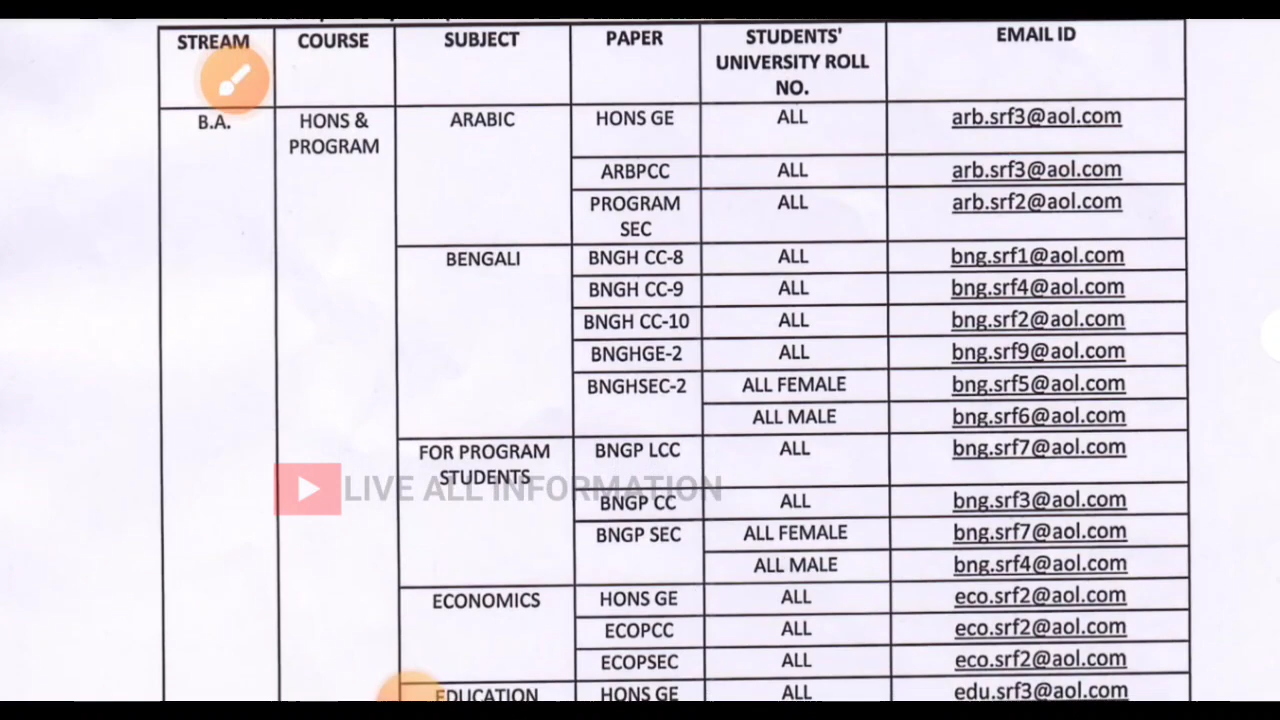 STREAM COURSE SUBJECT PAPER STUDENTS' UNIVERSITY ROLL NO. EMAIL ID
B.A. HONS & PROGRAM ARABIC HONS GE ALL arb.srf3@aol.com
ARBPCC ALL arb.srf3@aol.com
PROGRAM SEC ALL arb.srf2@aol.com
BENGALI BNGH CC-8 ALL bng.srf1@aol.com
BNGH CC-9 ALL bng.srf4@aol.com
BNGH CC-10 ALL bng.srf2@aol.com
BNGHGE-2 ALL bng.srf9@aol.com
BNGHSEC-2 ALL FEMALE bng.srf5@aol.com
ALL MALE bng.srf6@aol.com
FOR PROGRAM STUDENTS BNGP LCC ALL bng.srf7@aol.com
LIVE ALL INFORMATION
BNGP CC ALL bng.srf3@aol.com
BNGP SEC ALL FEMALE bng.srf7@aol.com
ALL MALE bng.srf4@aol.com
ECONOMICS HONS GE ALL eco.srf2@aol.com
ECOPCC ALL eco.srf2@aol.com
ECOPSEC ALL eco.srf2@aol.com
EDUCATION HONS GE ALL edu.srf3@aol.com